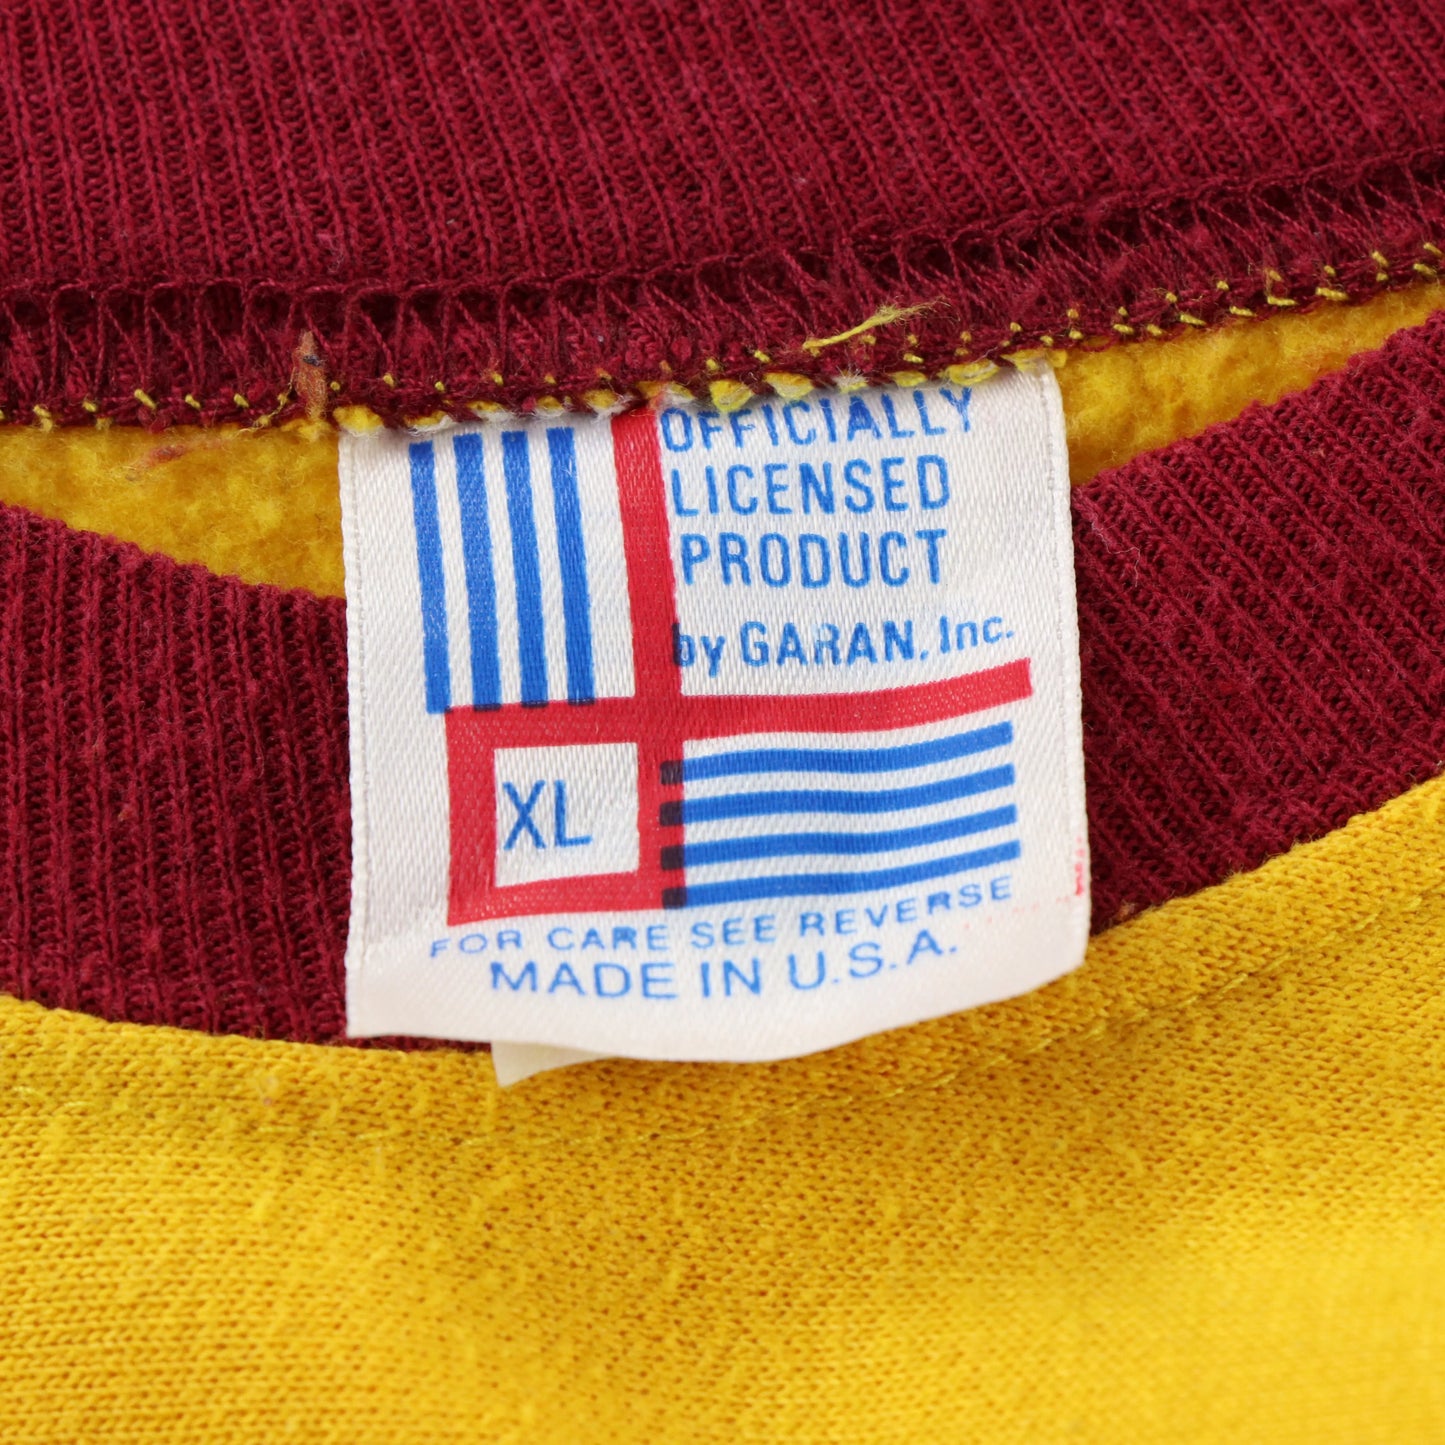 OFFICIALLY
LICENSED
PRODUCT
by GARAN, Inc.
XL
FOR CARE SEE REVERSE
MADE IN U.S.A.